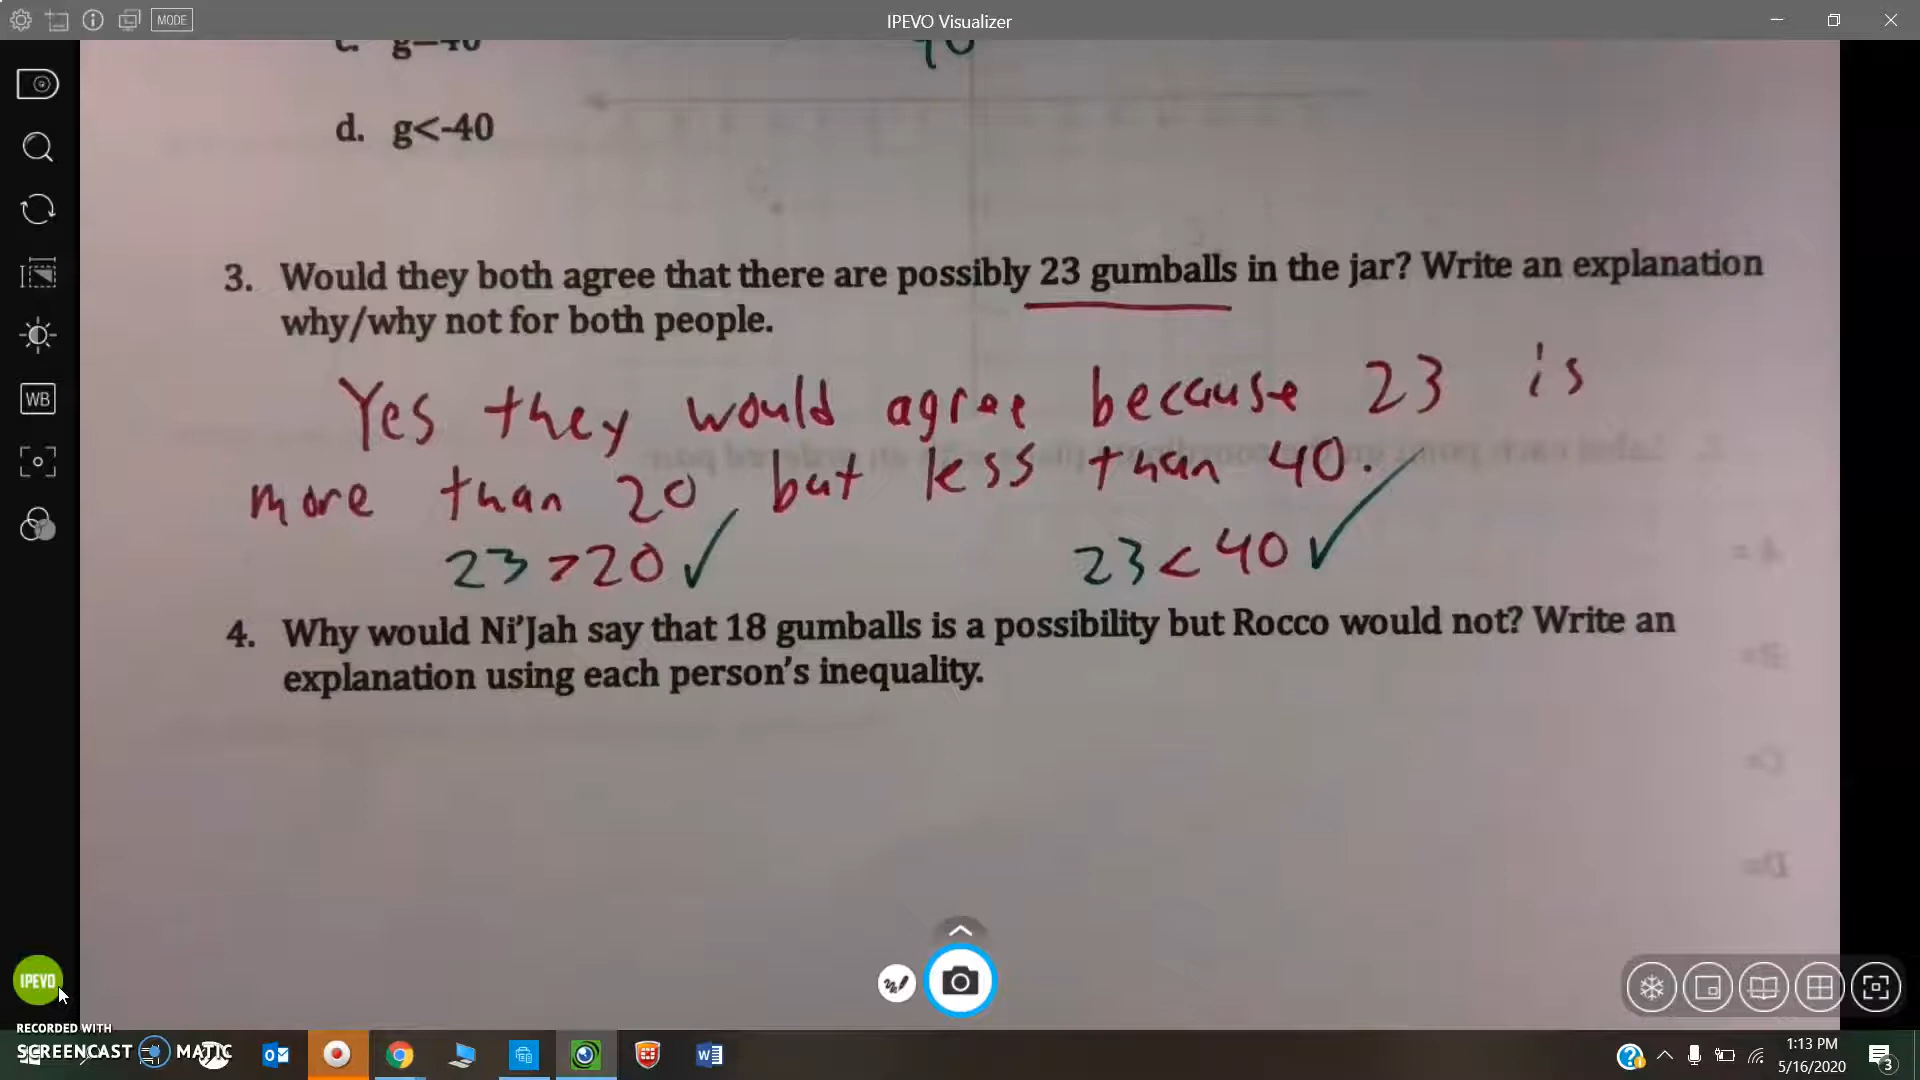 MODE
IPEVO Visualizer
d. g<-40
3. Would they both agree that there are possibly 23 gumballs in the jar? Write an explanation
why/why not for both people.
Yes they would agree because 23 is
more than 20 but less than 40.
23 > 20 ✓ 23 < 40 ✓
4. Why would Ni'Jah say that 18 gumballs is a possibility but Rocco would not? Write an
explanation using each person's inequality.
WB
IPEVO
RECORDED WITH
SCREENCAST MATIC
1:13 PM
5/16/2020
3